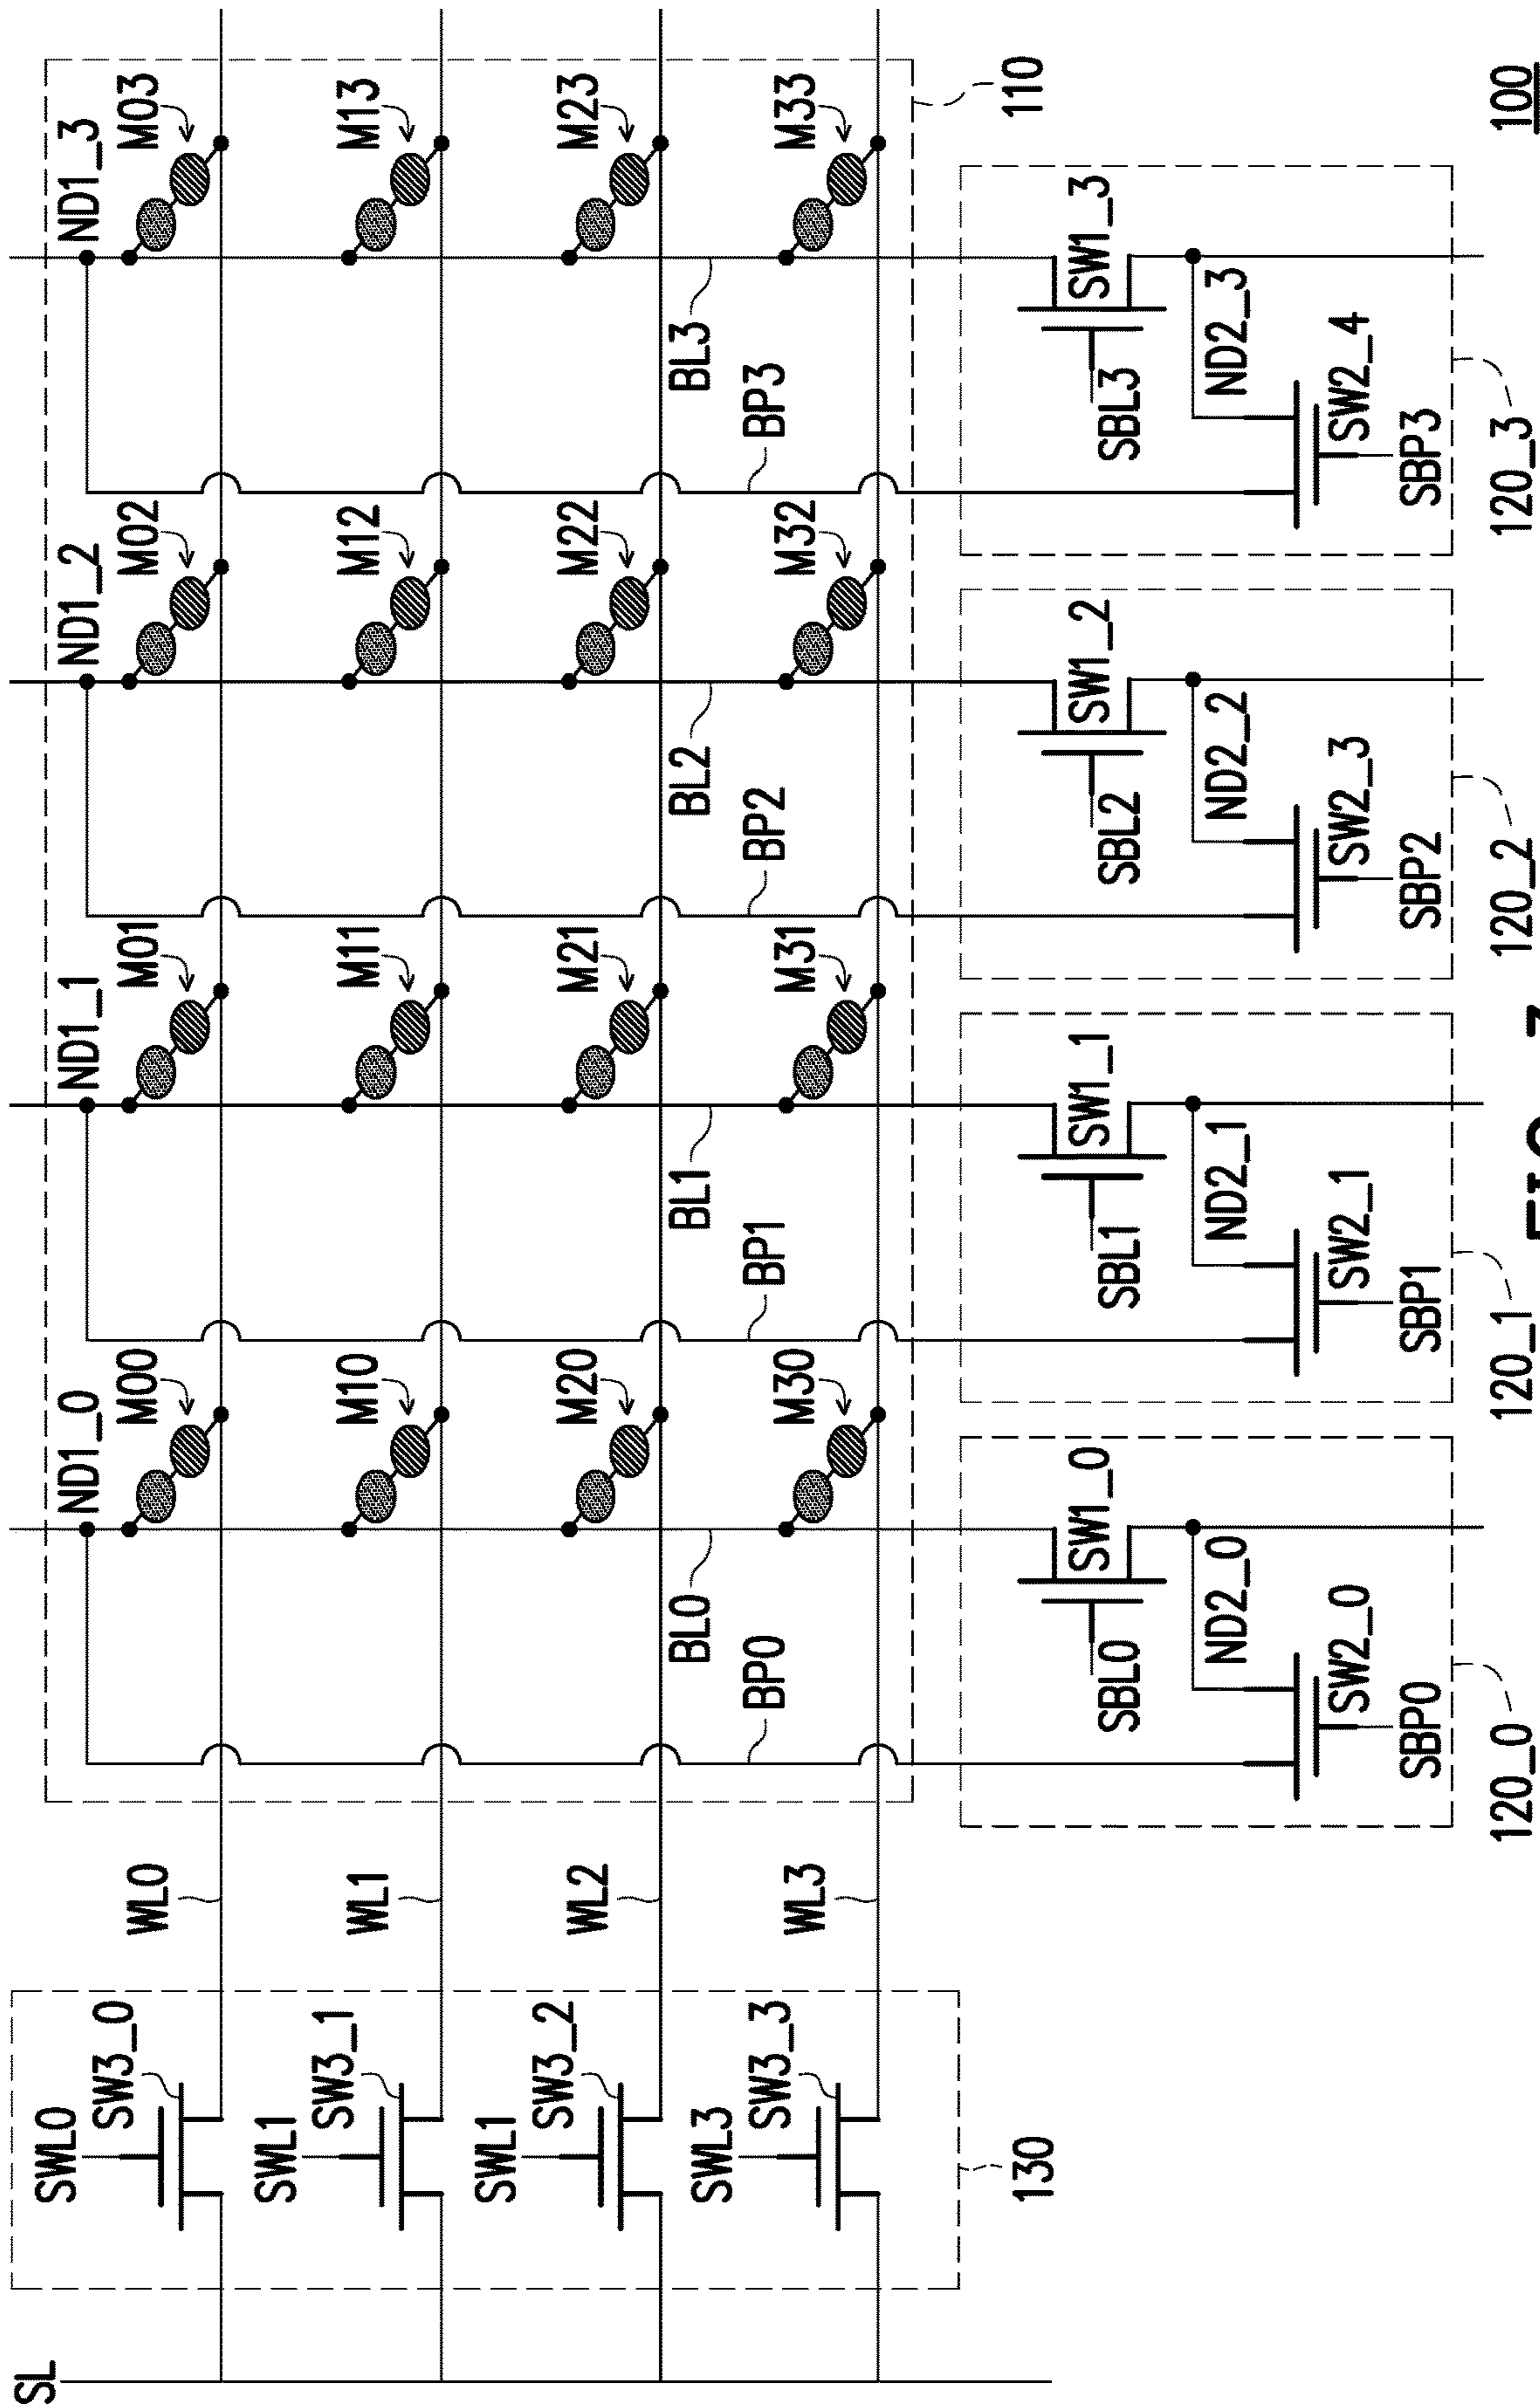 SL
SWL0
ND1_0 ND1_1 ND1_2 ND1_3
SW3_0
WL0 M00 M01 M02 M03
SWL1
SW3_1
WL1 M10 M11 M12 M13
SWL1
SW3_2
WL2 M20 M21 M22 M23
BL0 BL1 BL2 BL3
SWL3
SW3_3
BP0 BP1 BP2 BP3
WL3 M30 M31 M32 M33
130 110
SW1_0 SW1_1 SW1_2 SW1_3
SBL0 SBL1 SBL2 SBL3
ND2_0 ND2_1 ND2_2 ND2_3
SW2_0 SW2_1 SW2_3 SW2_4
SBP0 SBP1 SBP2 SBP3
120_0 120_1 120_2 120_3 100